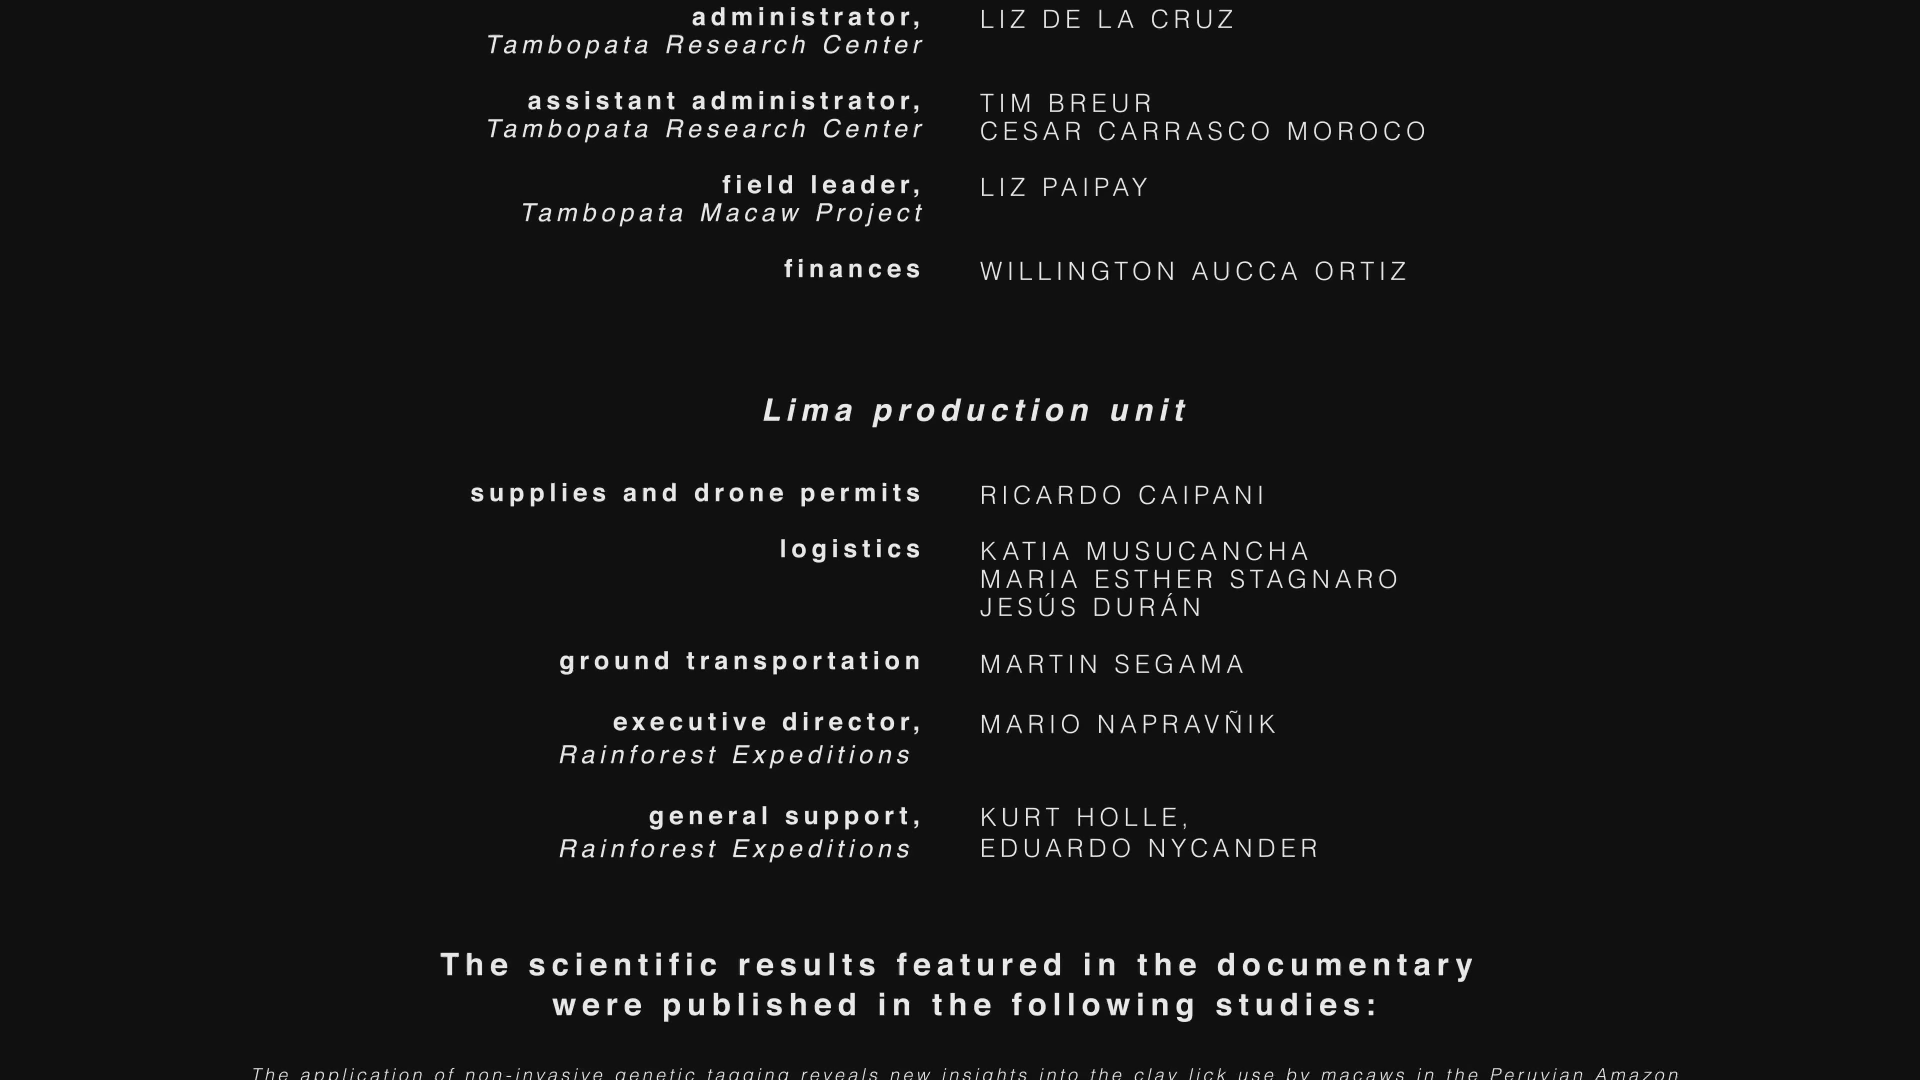 administrator, LIZ DE LA CRUZ
Tambopata Research Center
assistant administrator, TIM BREUR
Tambopata Research Center CESAR CARRASCO MOROCO
field leader, LIZ PAIPAY
Tambopata Macaw Project
finances WILLINGTON AUCCA ORTIZ
Lima production unit
supplies and drone permits RICARDO CAIPANI
logistics KATIA MUSUCANCHA
MARIA ESTHER STAGNARO
JESÚS DURÁN
ground transportation MARTIN SEGAMA
executive director, MARIO NAPRAVÑIK
Rainforest Expeditions
general support, KURT HOLLE,
Rainforest Expeditions EDUARDO NYCANDER
The scientific results featured in the documentary
were published in the following studies:
The application of non-invasive genetic tagging reveals new insights into the clay lick use by macaws in the Peruvian Amazon